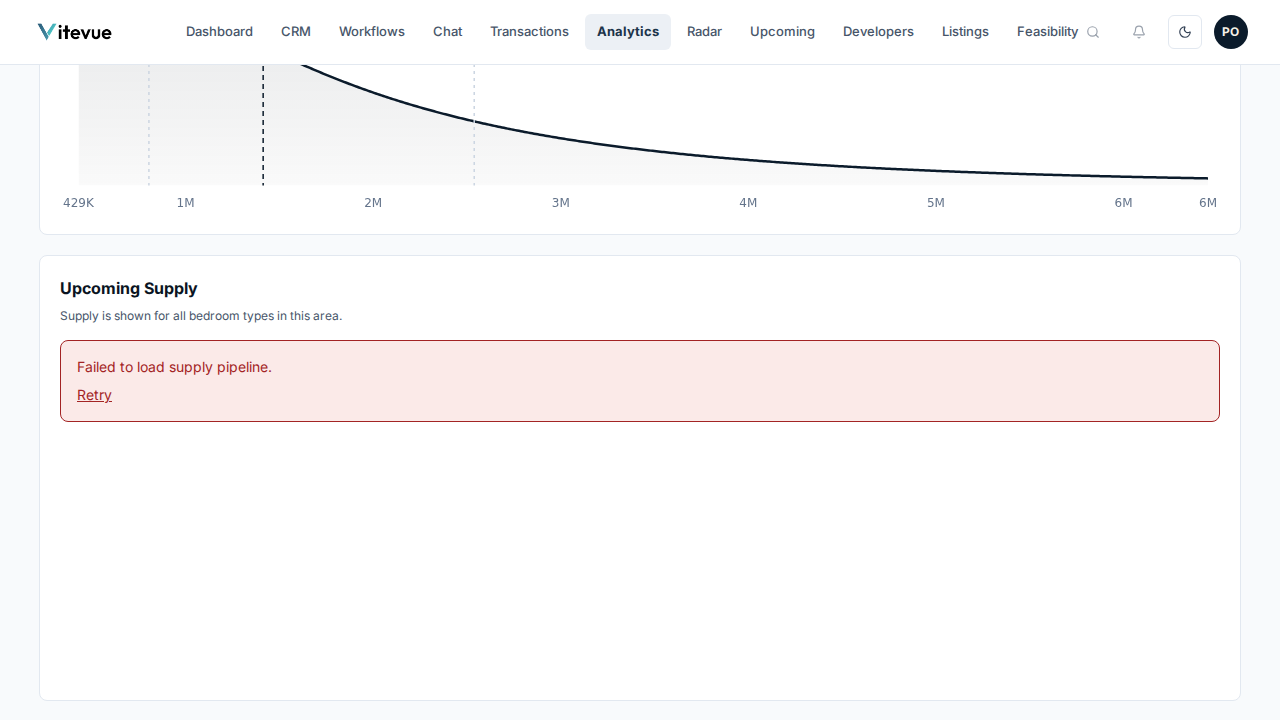 Vitevue
Dashboard CRM Workflows Chat Transactions Analytics Radar Upcoming Developers Listings Feasibility PO
429K 1M 2M 3M 4M 5M 6M 6M
Upcoming Supply
Supply is shown for all bedroom types in this area.
Failed to load supply pipeline.
Retry